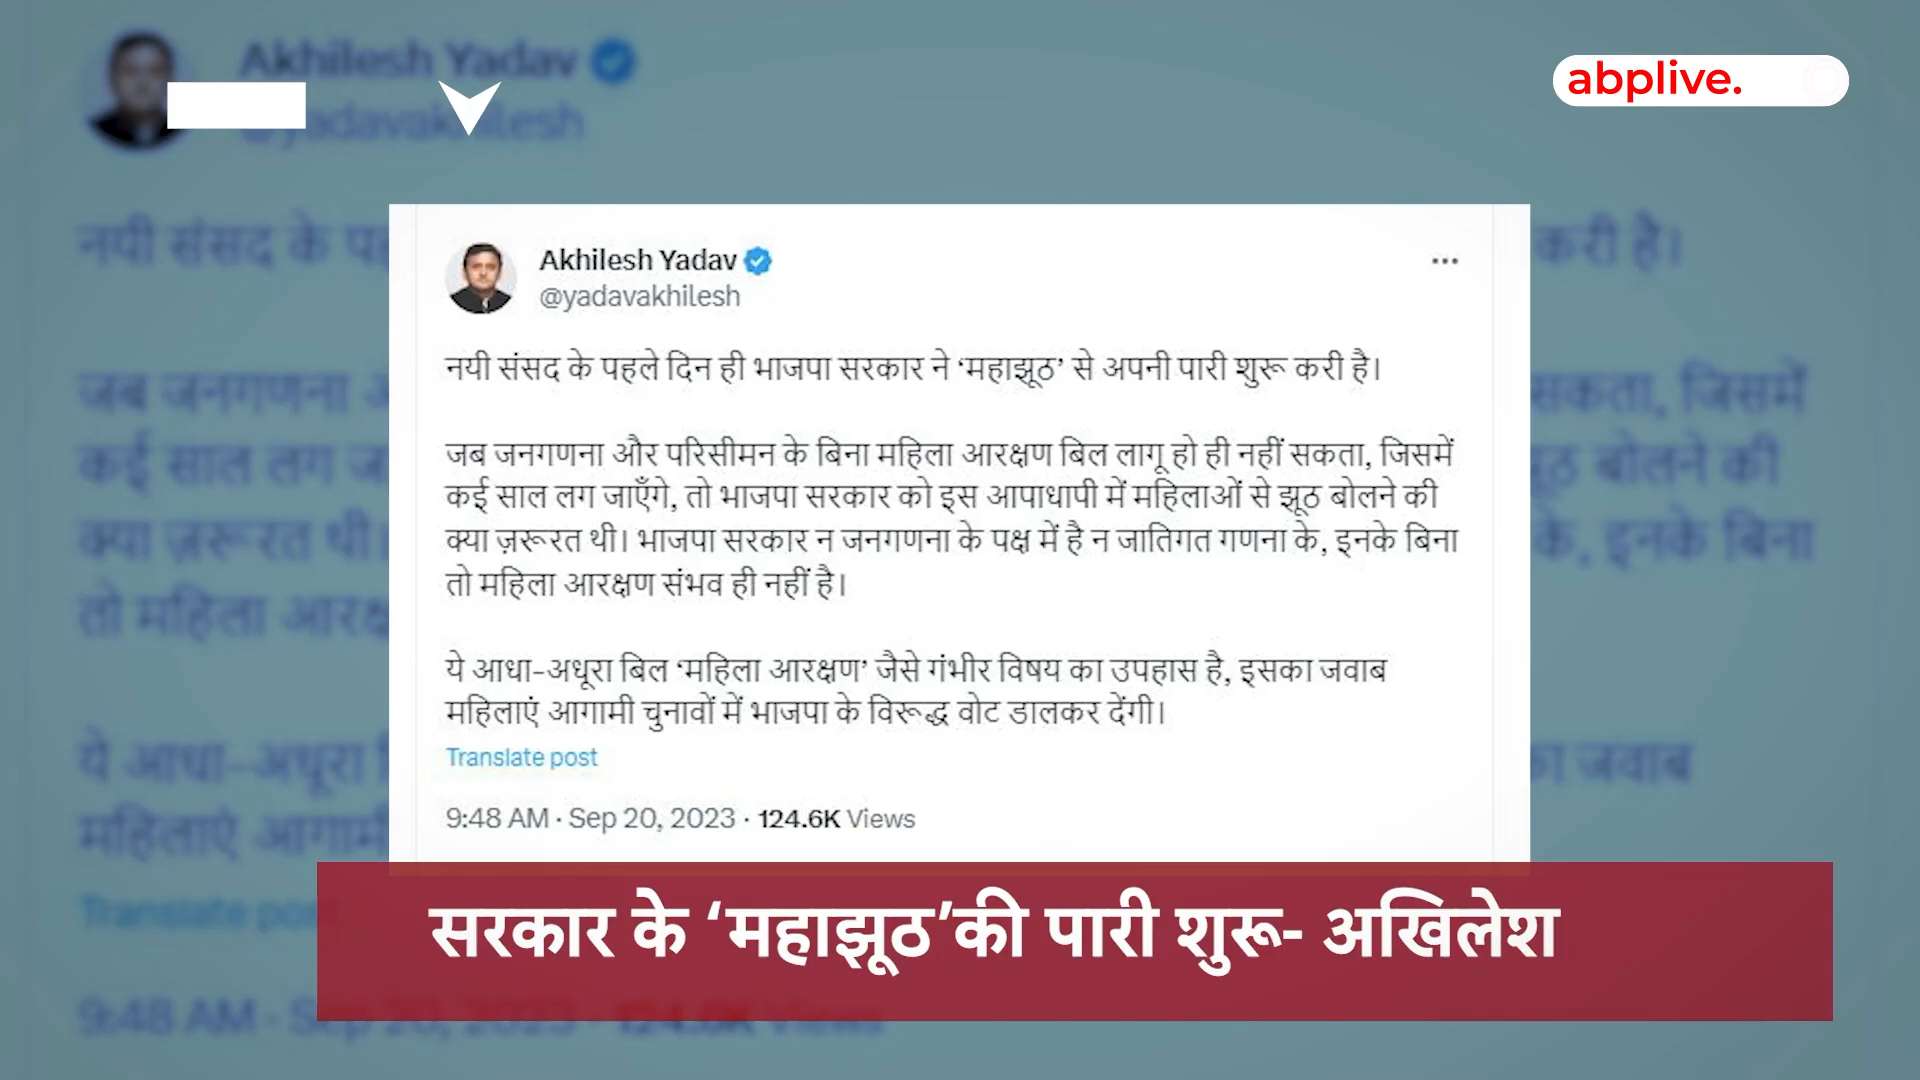 abplive.
Akhilesh Yadav
@yadavakhilesh
नयी संसद के पहले दिन ही भाजपा सरकार ने ‘महाझूठ’ से अपनी पारी शुरू करी है।
जब जनगणना और परिसीमन के बिना महिला आरक्षण बिल लागू हो ही नहीं सकता, जिसमें
कई साल लग जाएँगे, तो भाजपा सरकार को इस आपाधापी में महिलाओं से झूठ बोलने की
क्या ज़रूरत थी। भाजपा सरकार न जनगणना के पक्ष में है न जातिगत गणना के, इनके बिना
तो महिला आरक्षण संभव ही नहीं है।
ये आधा-अधूरा बिल ‘महिला आरक्षण’ जैसे गंभीर विषय का उपहास है, इसका जवाब
महिलाएं आगामी चुनावों में भाजपा के विरूद्ध वोट डालकर देंगी।
Translate post
9:48 AM · Sep 20, 2023 · 124.6K Views
सरकार के ‘महाझूठ’की पारी शुरू- अखिलेश